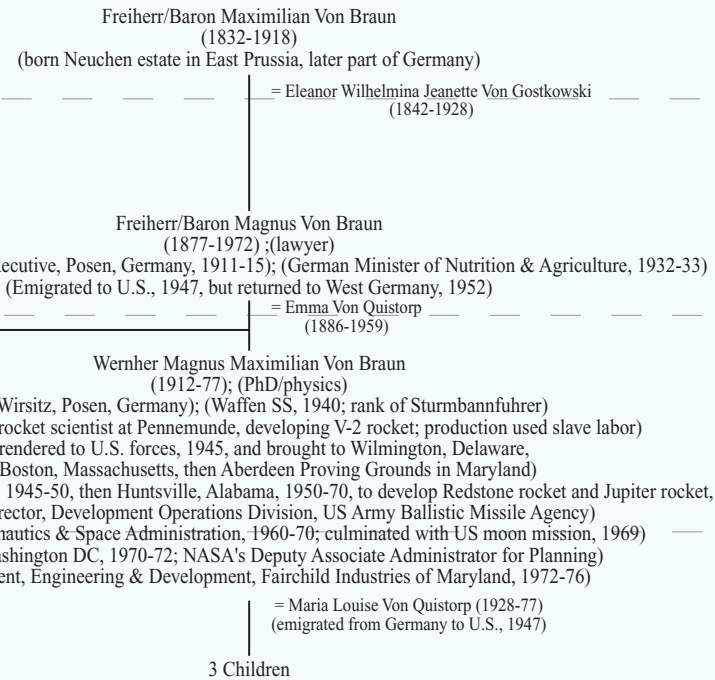 Freiherr/Baron Maximilian Von Braun
(1832-1918)
(born Neuchen estate in East Prussia, later part of Germany)
= Eleanor Wilhelmina Jeanette Von Gostkowski
(1842-1928)
Freiherr/Baron Magnus Von Braun
(1877-1972) ;(lawyer)
ecutive, Posen, Germany, 1911-15); (German Minister of Nutrition & Agriculture, 1932-33)
(Emigrated to U.S., 1947, but returned to West Germany, 1952)
= Emma Von Quistorp
(1886-1959)
Wernher Magnus Maximilian Von Braun
(1912-77); (PhD/physics)
Wirsitz, Posen, Germany); (Waffen SS, 1940; rank of Sturmbannfuhrer)
rocket scientist at Pennemunde, developing V-2 rocket; production used slave labor)
rendered to U.S. forces, 1945, and brought to Wilmington, Delaware,
Boston, Massachusetts, then Aberdeen Proving Grounds in Maryland)
1945-50, then Huntsville, Alabama, 1950-70, to develop Redstone rocket and Jupiter rocket,
rector, Development Operations Division, US Army Ballistic Missile Agency)
nautics & Space Administration, 1960-70; culminated with US moon mission, 1969)
shington DC, 1970-72; NASA's Deputy Associate Administrator for Planning)
ent, Engineering & Development, Fairchild Industries of Maryland, 1972-76)
= Maria Louise Von Quistorp (1928-77)
(emigrated from Germany to U.S., 1947)
3 Children